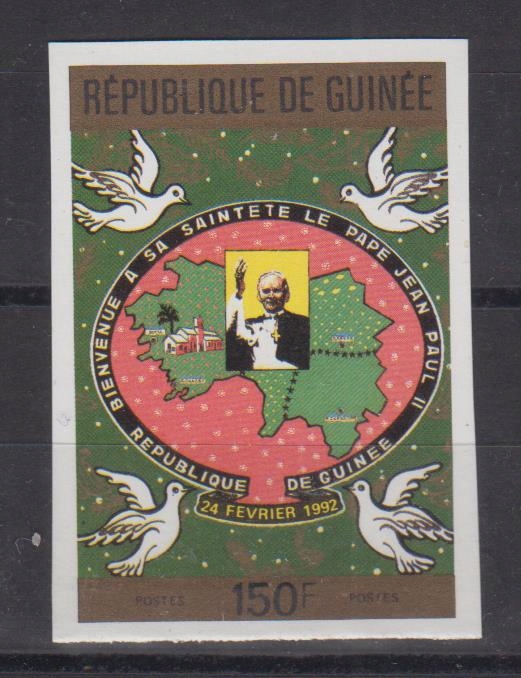 RÉPUBLIQUE DE GUINÉE
BIENVENUE A SA SAINTETE LE PAPE JEAN PAUL II
REPUBLIQUE DE GUINEE
24 FEVRIER 1992
POSTES 150F POSTES